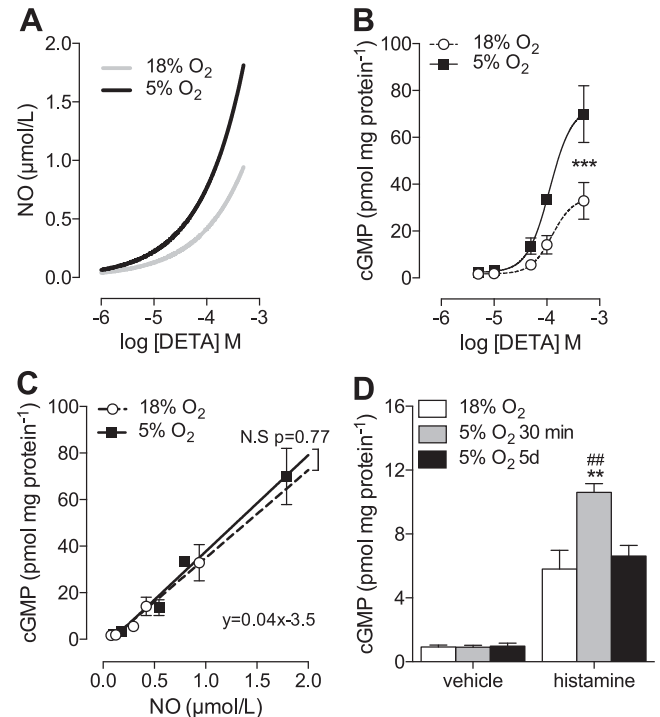 A
18% O₂
5% O₂
2.0
1.5
1.0
0.5
0.0
NO (μmol/L)
-6 -5 -4 -3
log [DETA] M
B
18% O₂
5% O₂
100
80
60
40
20
0
cGMP (pmol mg protein⁻¹)
***
-6 -5 -4 -3
log [DETA] M
C
18% O₂
5% O₂
N.S p=0.77
100
80
60
40
20
0
cGMP (pmol mg protein⁻¹)
y=0.04x-3.5
0.0 0.5 1.0 1.5 2.0
NO (μmol/L)
D
18% O₂
5% O₂ 30 min
5% O₂ 5d
16
12
8
4
0
cGMP (pmol mg protein⁻¹)
##
**
vehicle histamine